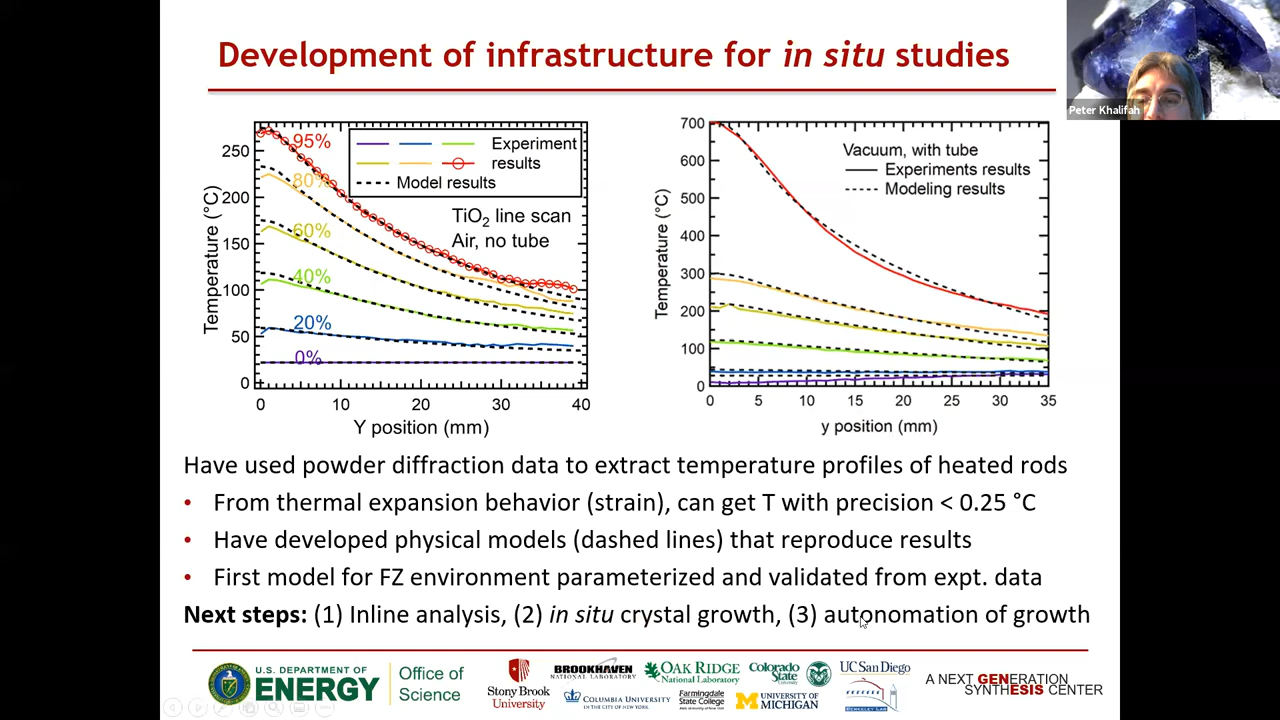 Development of infrastructure for in situ studies
Peter Khalifah
95%
80%
60%
40%
20%
0%
Experiment
results
Model results
TiO2 line scan
Air, no tube
Temperature (°C)
250
200
150
100
50
0
0 10 20 30 40
Y position (mm)
Vacuum, with tube
Experiments results
Modeling results
Temperature (°C)
700
600
500
400
300
200
100
0
0 5 10 15 20 25 30 35
y position (mm)
Have used powder diffraction data to extract temperature profiles of heated rods
• From thermal expansion behavior (strain), can get T with precision < 0.25 °C
• Have developed physical models (dashed lines) that reproduce results
• First model for FZ environment parameterized and validated from expt. data
Next steps: (1) Inline analysis, (2) in situ crystal growth, (3) autonomation of growth
U.S. DEPARTMENT OF
ENERGY
Office of
Science
Stony Brook
University
BROOKHAVEN
NATIONAL LABORATORY
COLUMBIA UNIVERSITY
IN THE CITY OF NEW YORK
OAK RIDGE
National Laboratory
Farmingdale
State College
Colorado
State
University
UNIVERSITY OF
MICHIGAN
UC San Diego
BERKELEY LAB
A NEXT GENERATION
SYNTHESIS CENTER